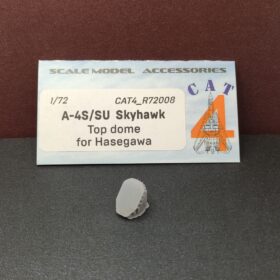 SCALE MODEL ACCESSORIES
1/72 CAT4_R72008
A-4S/SU Skyhawk
Top dome
for Hasegawa
CAT
4